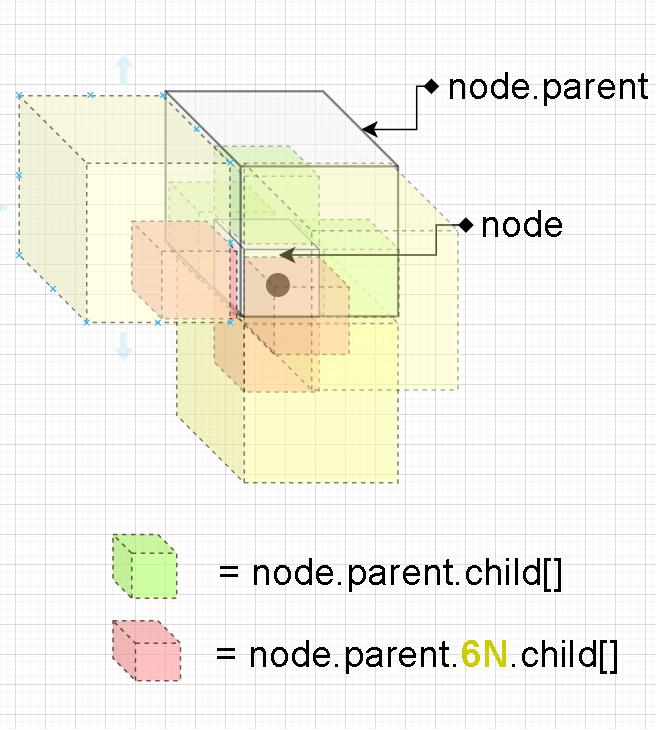 node.parent
node
= node.parent.child[]
= node.parent.6N.child[]